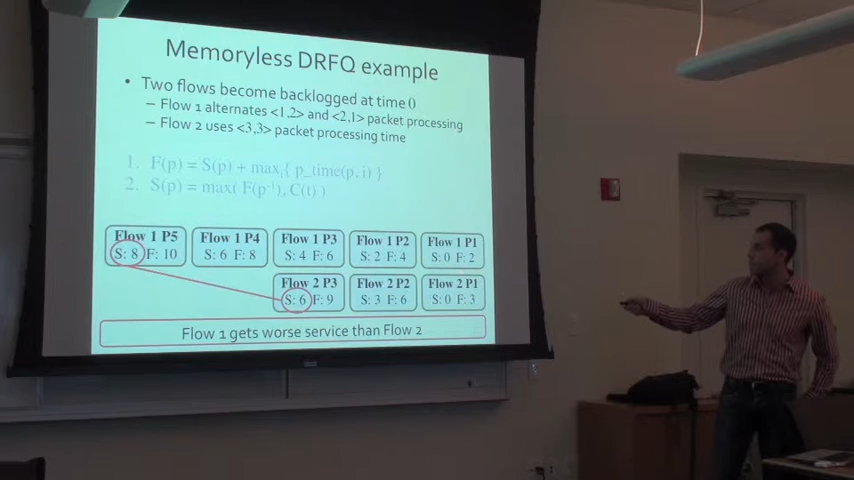 Memoryless DRFQ example
• Two flows become backlogged at time 0
– Flow 1 alternates <1,2> and <2,1> packet processing
– Flow 2 uses <3,3> packet processing time
1. F(p) = S(p) + maxᵢ{ p_time(p, i) }
2. S(p) = max( F(p⁻¹), C(t) )
Flow 1 P5 Flow 1 P4 Flow 1 P3 Flow 1 P2 Flow 1 P1
S: 8 F: 10 S: 6 F: 8 S: 4 F: 6 S: 2 F: 4 S: 0 F: 2
Flow 2 P3 Flow 2 P2 Flow 2 P1
S: 6 F: 9 S: 3 F: 6 S: 0 F: 3
Flow 1 gets worse service than Flow 2